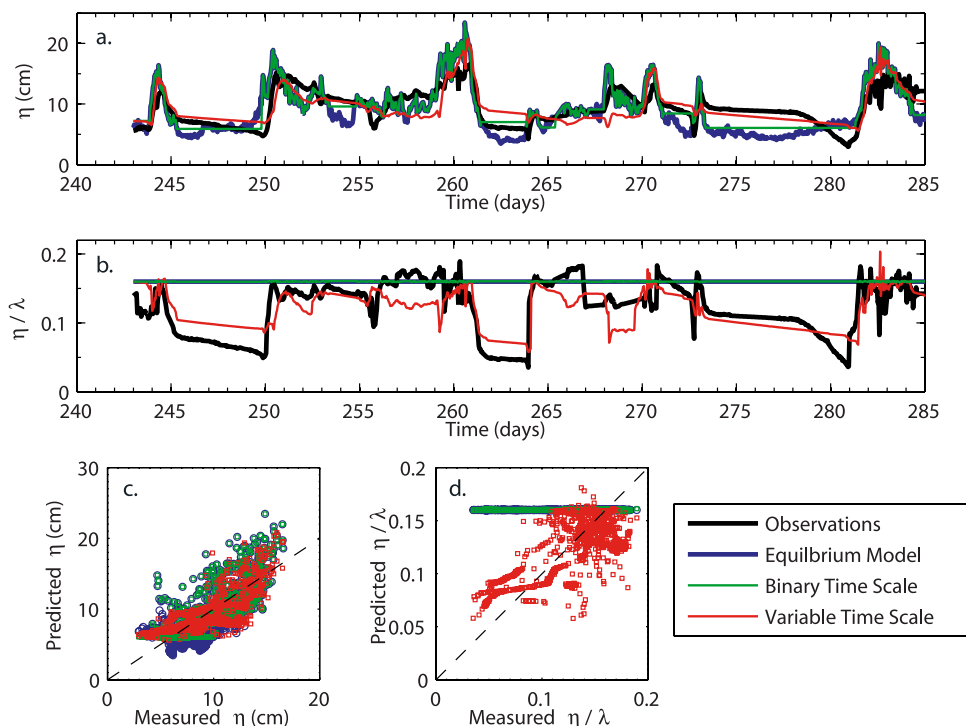 a.
η (cm)
20
10
0
240 245 250 255 260 265 270 275 280 285
Time (days)
b.
η / λ
0.2
0.1
0
240 245 250 255 260 265 270 275 280 285
Time (days)
c.
Predicted η (cm)
30
20
10
0
0 10 20
Measured η (cm)
d.
Predicted η / λ
0.2
0.15
0.1
0.05
0
0 0.1 0.2
Measured η / λ
Observations
Equilbrium Model
Binary Time Scale
Variable Time Scale